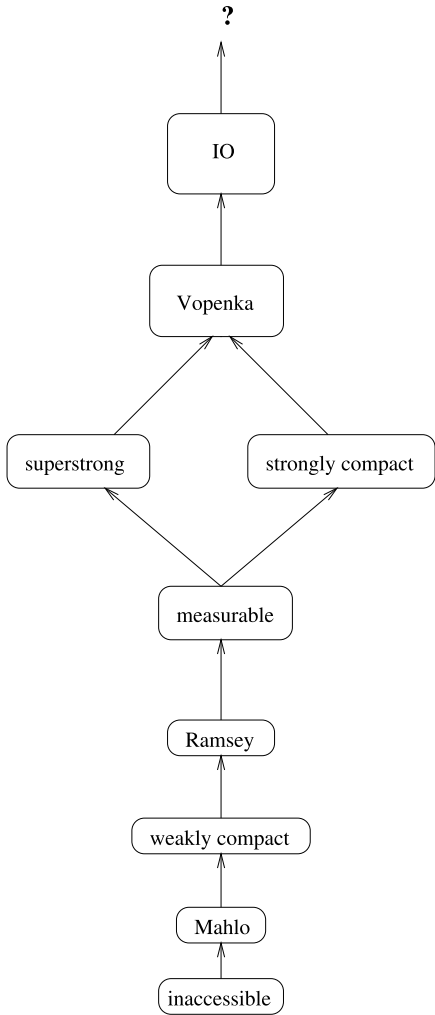 ?
IO
Vopenka
superstrong
strongly compact
measurable
Ramsey
weakly compact
Mahlo
inaccessible